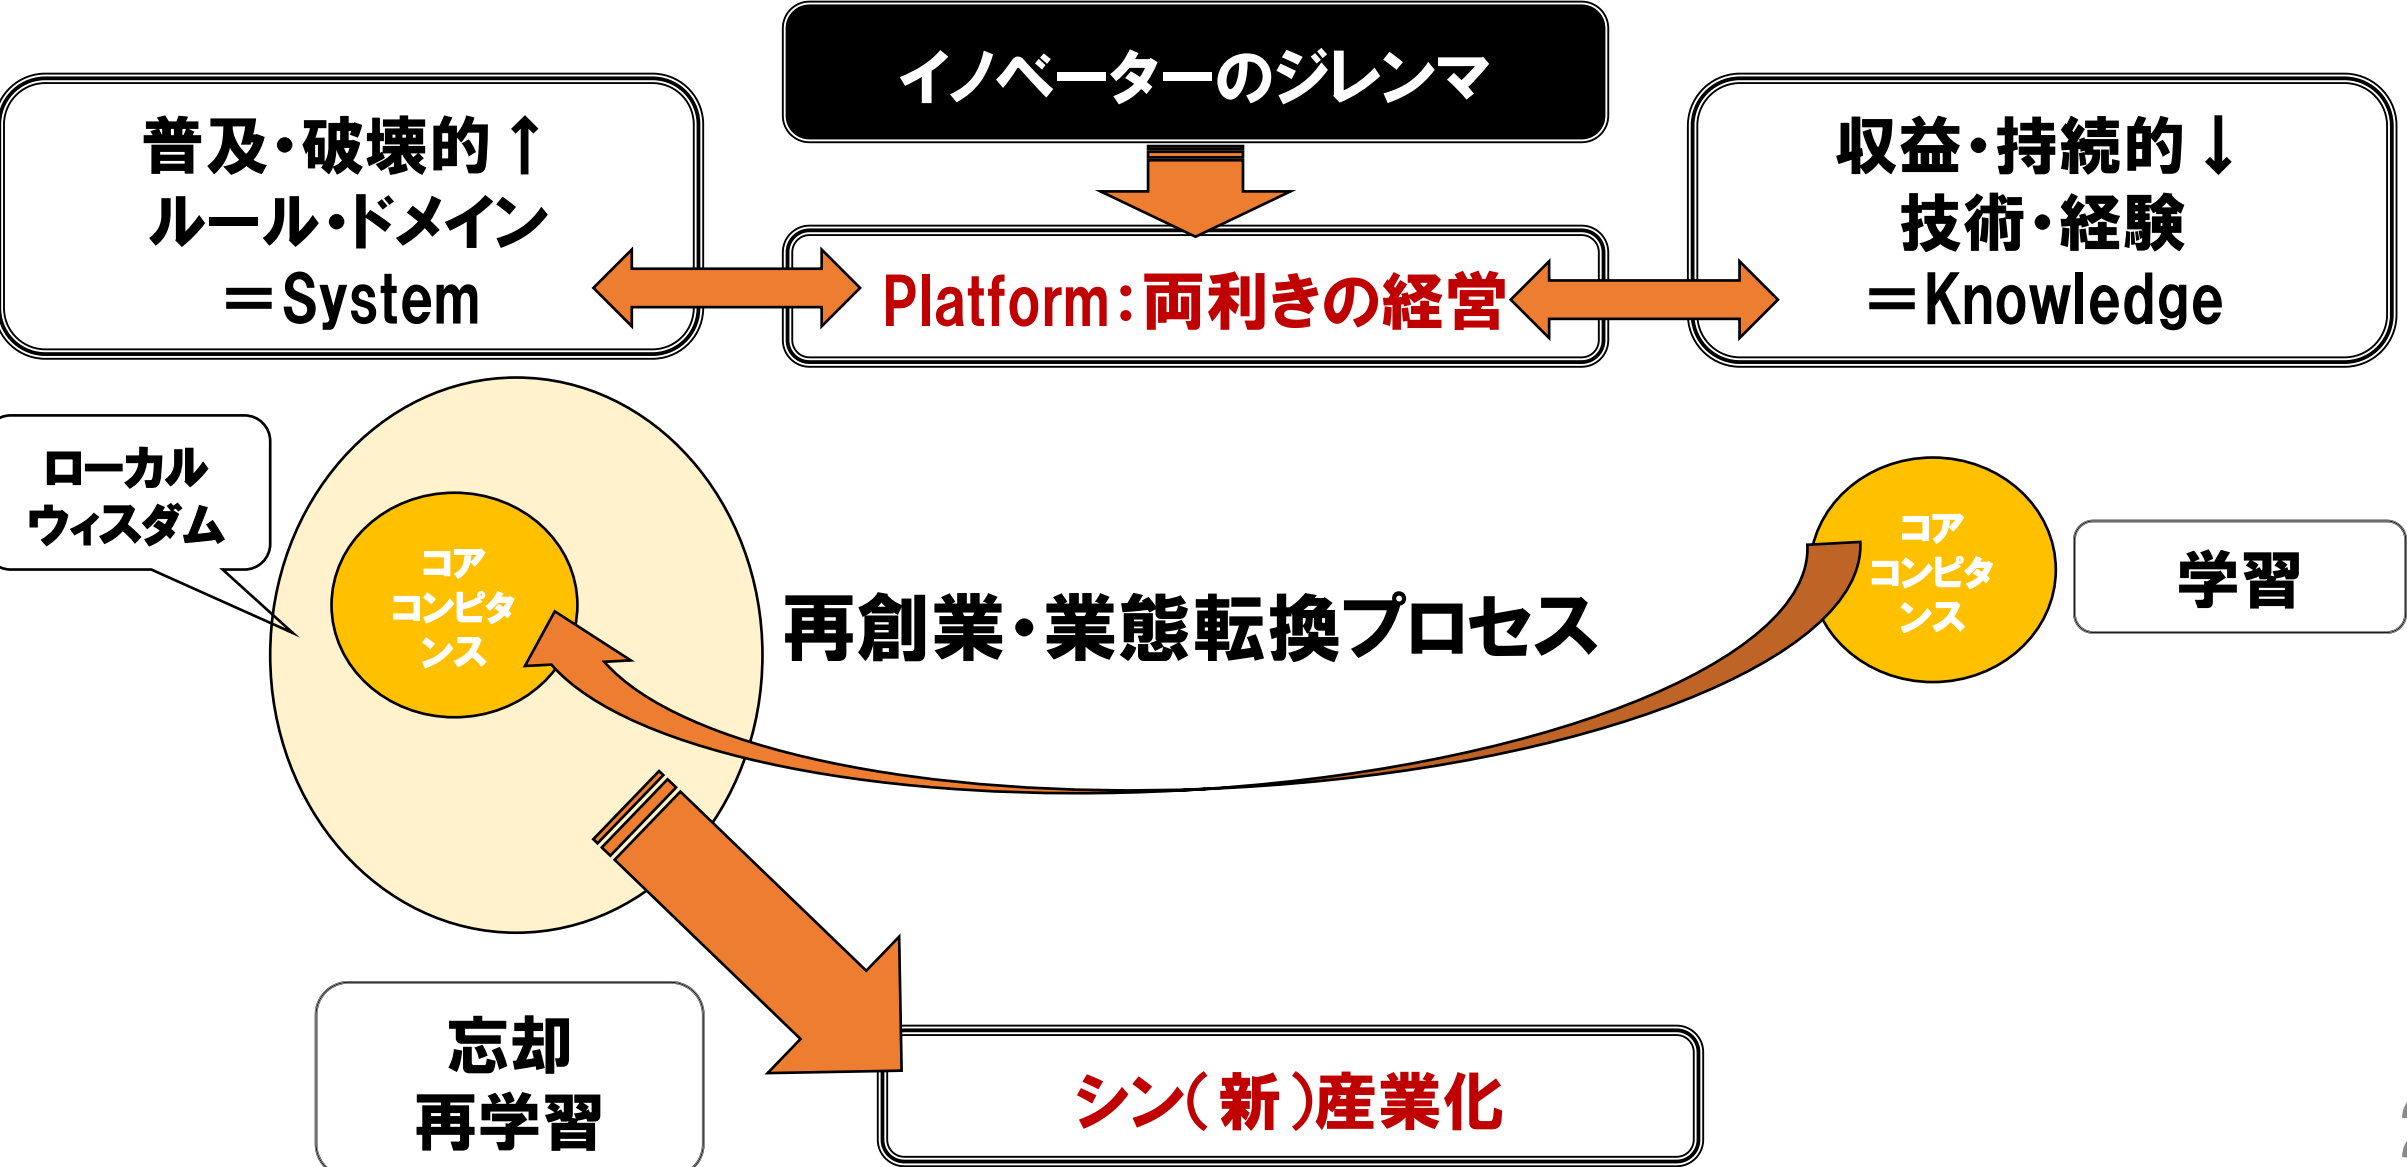 イノベーターのジレンマ
普及・破壊的↑
ルール・ドメイン
＝System
Platform：両利きの経営
収益・持続的↓
技術・経験
＝Knowledge
ローカル
ウィスダム
コア
コンピタ
ンス
再創業・業態転換プロセス
コア
コンピタ
ンス
学習
忘却
再学習
シン（新）産業化